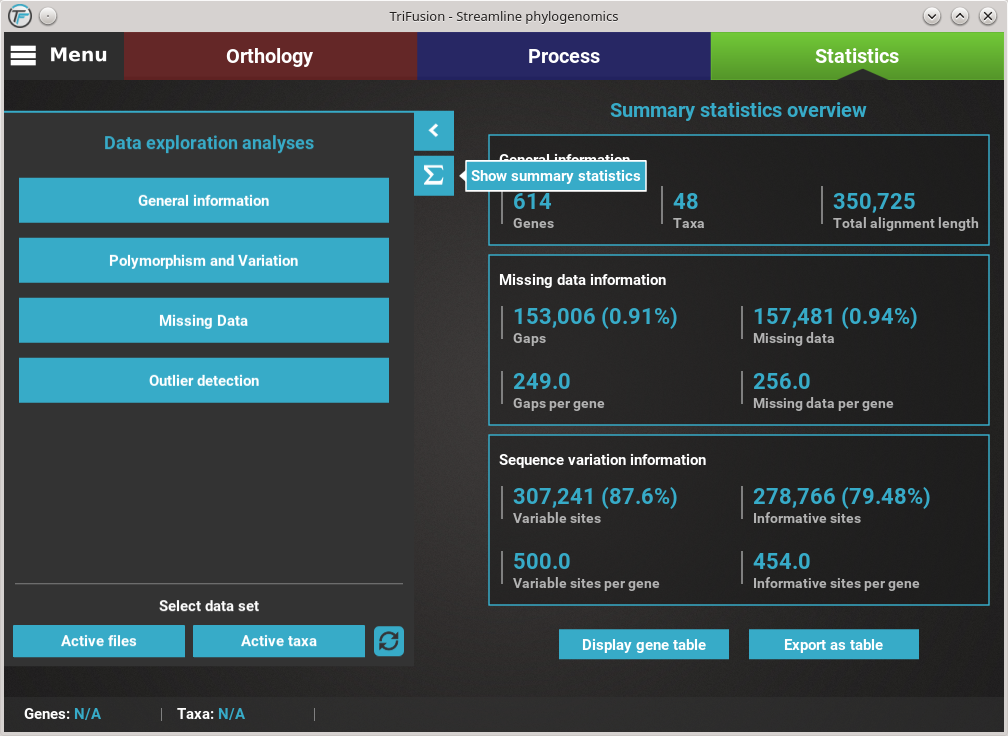 TriFusion - Streamline phylogenomics
Menu
Orthology
Process
Statistics
Data exploration analyses
General information
Polymorphism and Variation
Missing Data
Outlier detection
Select data set
Active files
Active taxa
Show summary statistics
Summary statistics overview
General information
614
Genes
48
Taxa
350,725
Total alignment length
Missing data information
153,006 (0.91%)
Gaps
157,481 (0.94%)
Missing data
249.0
Gaps per gene
256.0
Missing data per gene
Sequence variation information
307,241 (87.6%)
Variable sites
278,766 (79.48%)
Informative sites
500.0
Variable sites per gene
454.0
Informative sites per gene
Display gene table
Export as table
Genes: N/A
Taxa: N/A